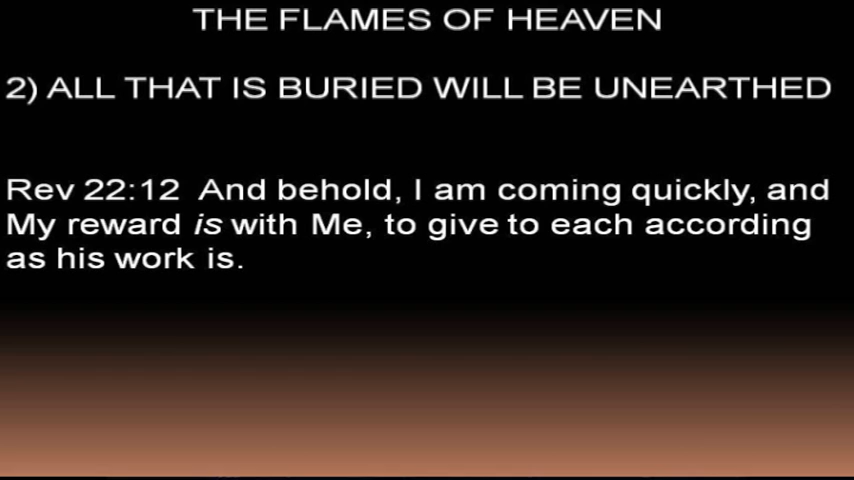 THE FLAMES OF HEAVEN
2) ALL THAT IS BURIED WILL BE UNEARTHED
Rev 22:12  And behold, I am coming quickly, and
My reward is with Me, to give to each according
as his work is.